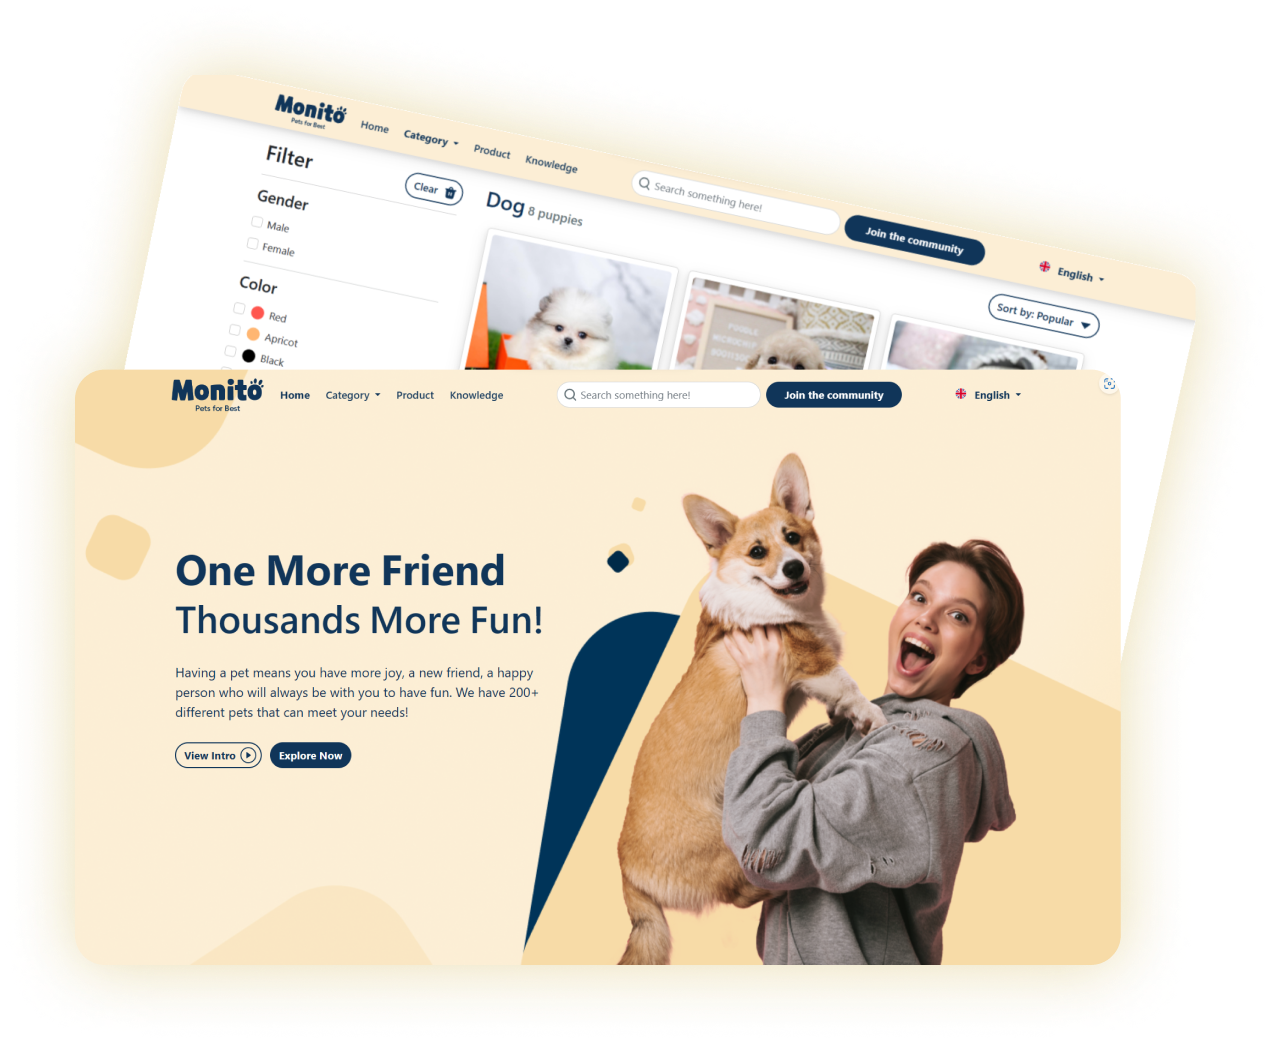 Monito
Pets for Best
Home
Category
Product
Knowledge
Search something here!
Join the community
English
Filter
Clear
Gender
Male
Female
Color
Red
Apricot
Black
Dog 8 puppies
Sort by: Popular
Monito
Pets for Best
Home
Category
Product
Knowledge
Search something here!
Join the community
English
One More Friend
Thousands More Fun!
Having a pet means you have more joy, a new friend, a happy
person who will always be with you to have fun. We have 200+
different pets that can meet your needs!
View Intro
Explore Now